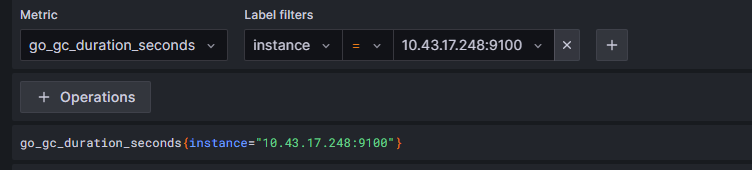 Metric Label filters
go_gc_duration_seconds instance = 10.43.17.248:9100 × +
+ Operations
go_gc_duration_seconds{instance="10.43.17.248:9100"}